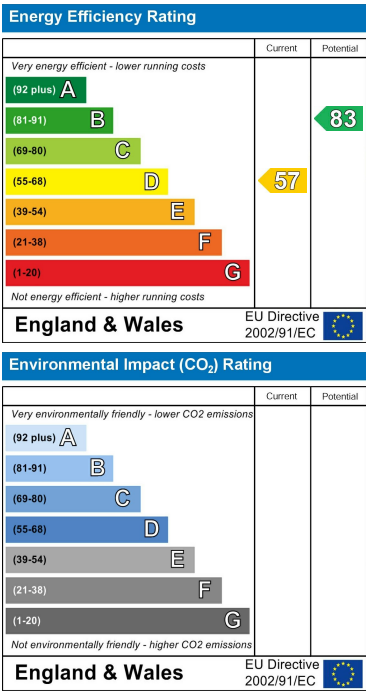 Energy Efficiency Rating
Current Potential
Very energy efficient - lower running costs
(92 plus) A
(81-91) B
83
(69-80) C
(55-68) D
57
(39-54) E
(21-38) F
(1-20) G
Not energy efficient - higher running costs
England & Wales
EU Directive
2002/91/EC
Environmental Impact (CO₂) Rating
Current Potential
Very environmentally friendly - lower CO2 emissions
(92 plus) A
(81-91) B
(69-80) C
(55-68) D
(39-54) E
(21-38) F
(1-20) G
Not environmentally friendly - higher CO2 emissions
England & Wales
EU Directive
2002/91/EC